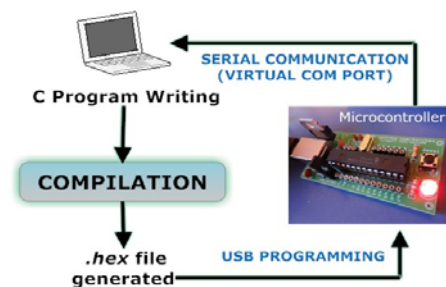 SERIAL COMMUNICATION
(VIRTUAL COM PORT)
C Program Writing
Microcontroller
COMPILATION
.hex file
generated
USB PROGRAMMING